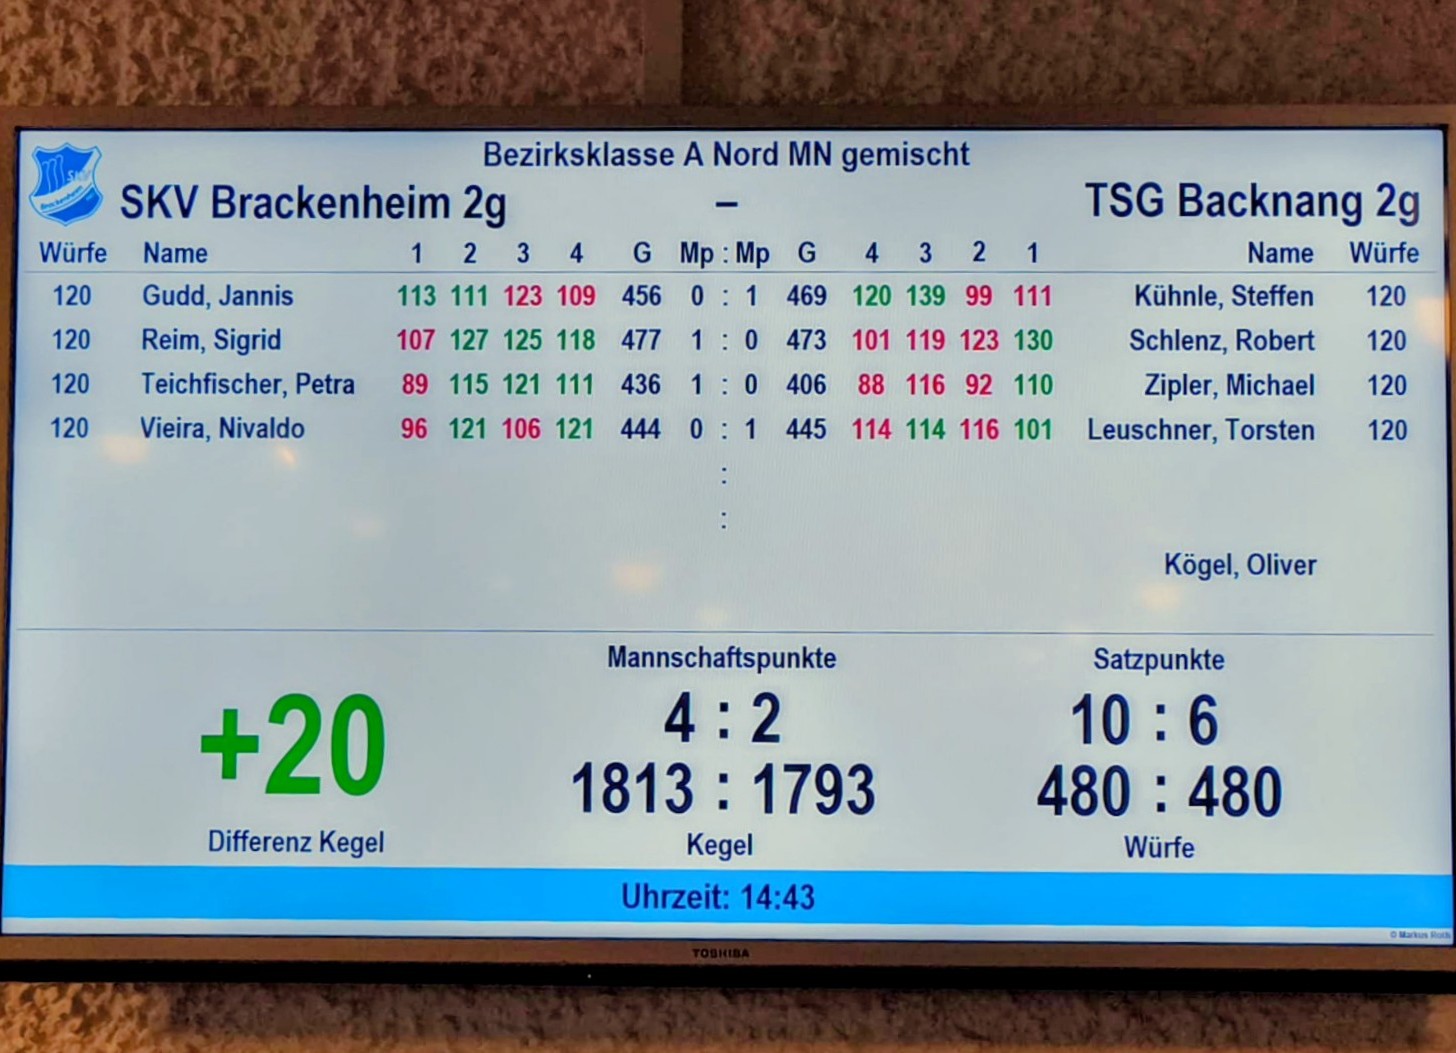 Bezirksklasse A Nord MN gemischt
SKV Brackenheim 2g – TSG Backnang 2g
Würfe Name 1 2 3 4 G Mp : Mp G 4 3 2 1 Name Würfe
120 Gudd, Jannis 113 111 123 109 456 0 : 1 469 120 139 99 111 Kühnle, Steffen 120
120 Reim, Sigrid 107 127 125 118 477 1 : 0 473 101 119 123 130 Schlenz, Robert 120
120 Teichfischer, Petra 89 115 121 111 436 1 : 0 406 88 116 92 110 Zipler, Michael 120
120 Vieira, Nivaldo 96 121 106 121 444 0 : 1 445 114 114 116 101 Leuschner, Torsten 120
:
:
Kögel, Oliver
Mannschaftspunkte Satzpunkte
+20 4 : 2 10 : 6
1813 : 1793 480 : 480
Differenz Kegel Kegel Würfe
Uhrzeit: 14:43
© Markus Roth
TOSHIBA